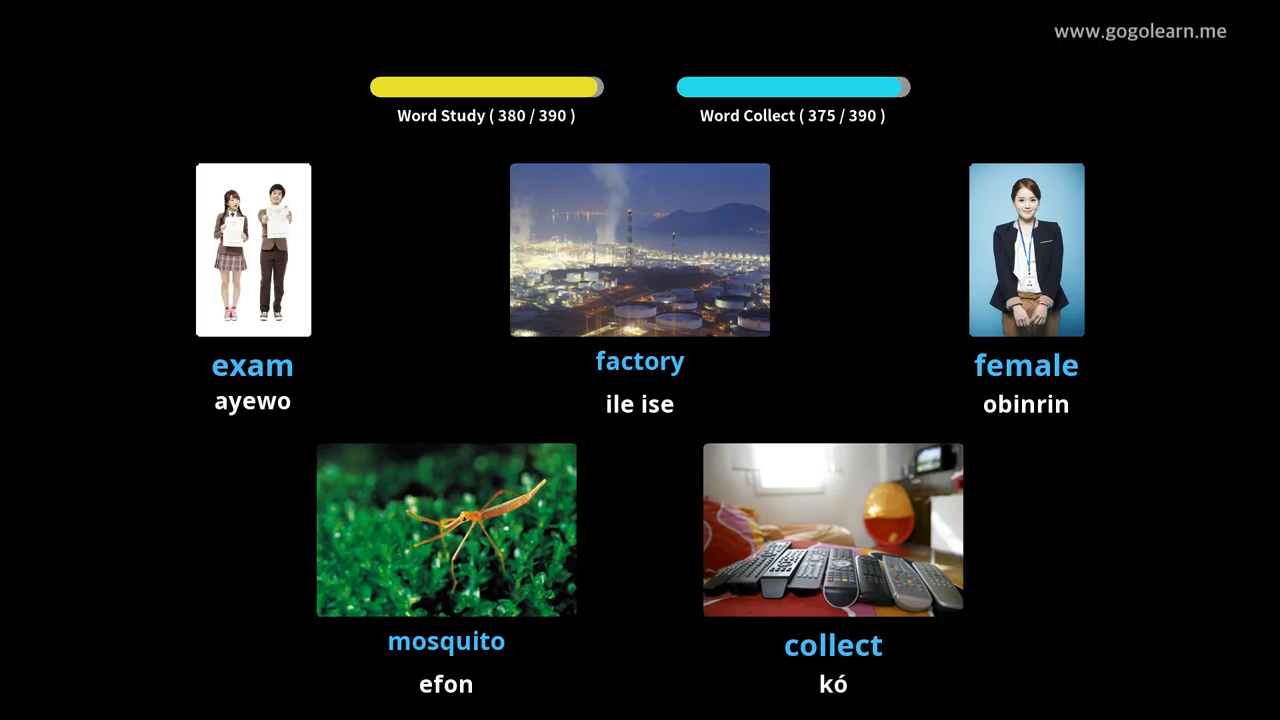 www.gogolearn.me
Word Study ( 380 / 390 )
Word Collect ( 375 / 390 )
exam
ayewo
factory
ile ise
female
obinrin
mosquito
efon
collect
kó